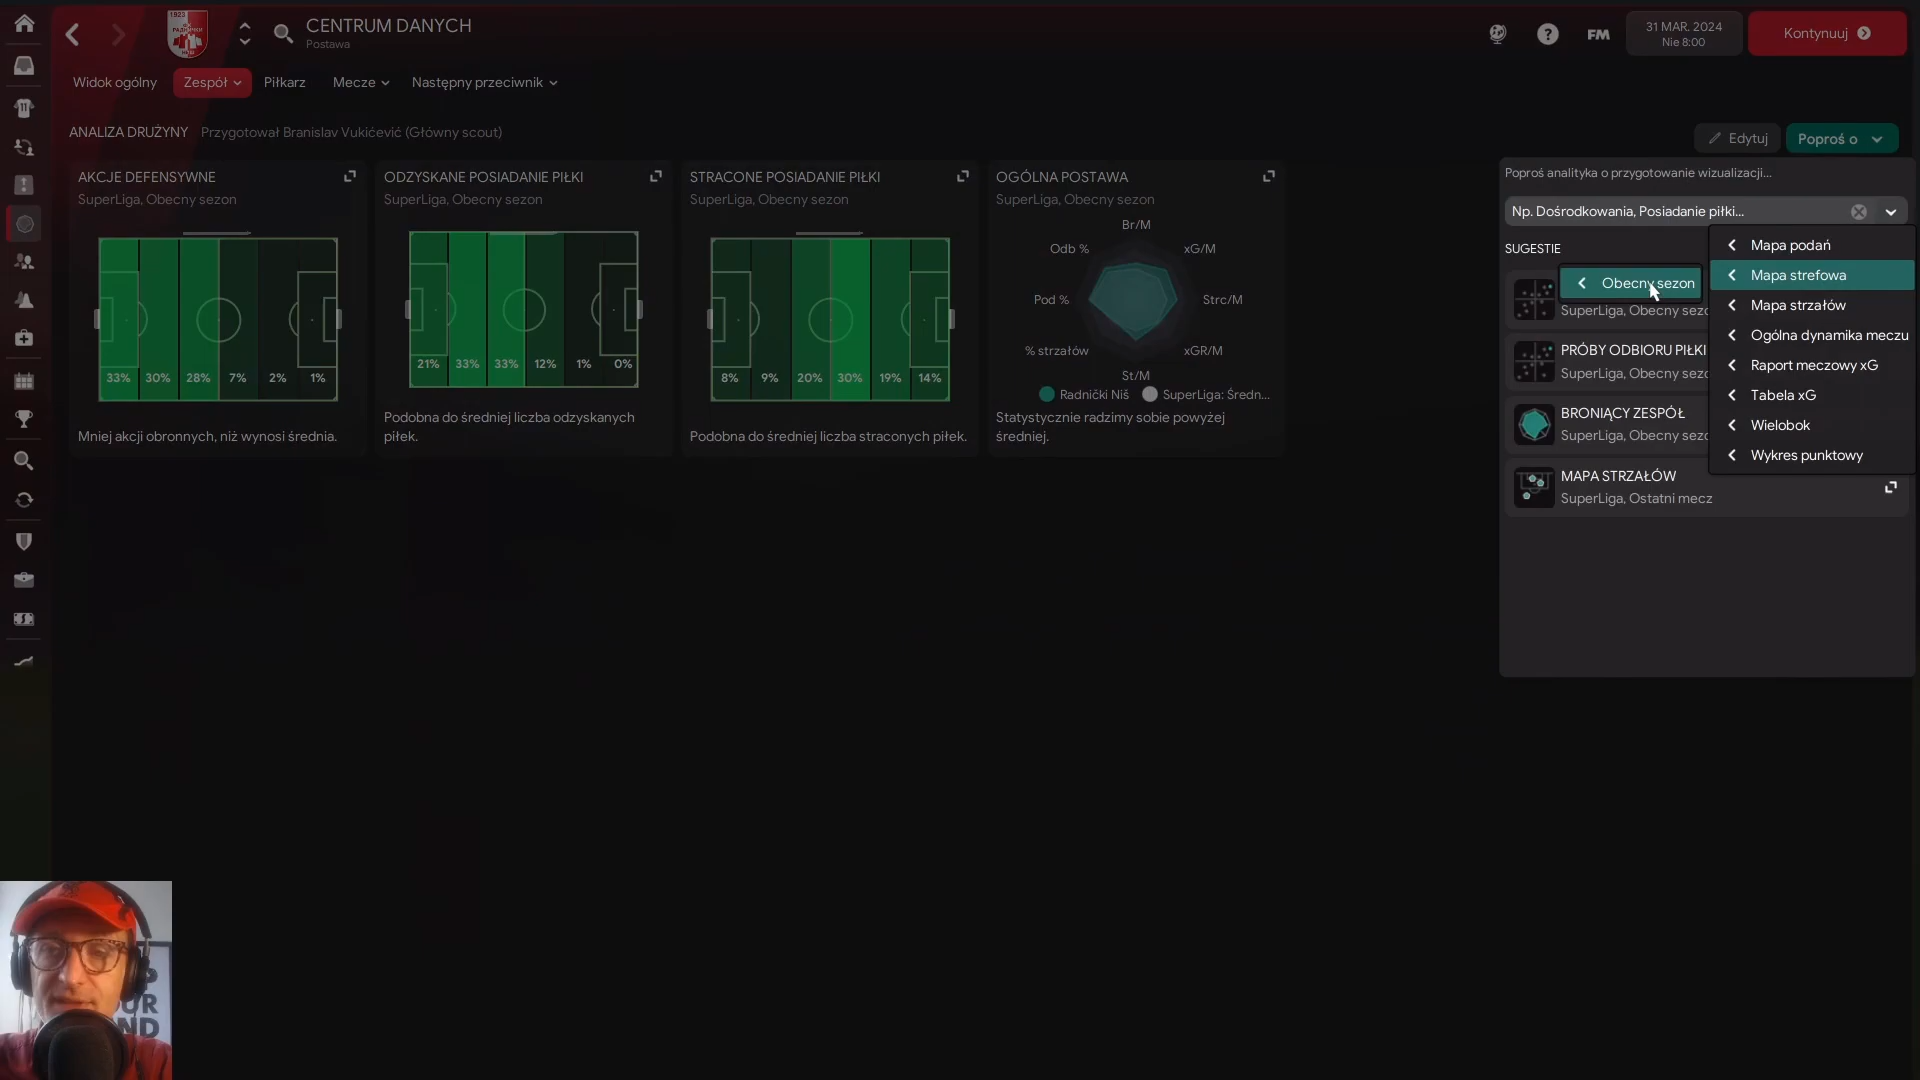 CENTRUM DANYCH
Postawa
FM
31 MAR. 2024
Nie 8:00
Kontynuuj
Widok ogólny
Zespół
Piłkarz
Mecze
Następny przeciwnik
ANALIZA DRUŻYNY
Przygotował Branislav Vukićević (Główny scout)
Edytuj
Poproś o
AKCJE DEFENSYWNE
SuperLiga, Obecny sezon
33%
30%
28%
7%
2%
1%
Mniej akcji obronnych, niż wynosi średnia.
ODZYSKANE POSIADANIE PIŁKI
SuperLiga, Obecny sezon
21%
33%
33%
12%
1%
0%
Podobna do średniej liczba odzyskanych
piłek.
STRACONE POSIADANIE PIŁKI
SuperLiga, Obecny sezon
8%
9%
20%
30%
19%
14%
Podobna do średniej liczba straconych piłek.
OGÓLNA POSTAWA
SuperLiga, Obecny sezon
Br/M
Odb %
xG/M
Pod %
Strc/M
% strzałów
xGR/M
St/M
Radnički Niš
SuperLiga: Średn...
Statystycznie radzimy sobie powyżej
średniej.
Poproś analityka o przygotowanie wizualizacji...
Np. Dośrodkowania, Posiadanie piłki...
SUGESTIE
Obecny sezon
SuperLiga, Obecny sezo
PRÓBY ODBIORU PIŁKI
SuperLiga, Obecny sezo
BRONIĄCY ZESPÓŁ
SuperLiga, Obecny sezo
MAPA STRZAŁÓW
SuperLiga, Ostatni mecz
Mapa podań
Mapa strefowa
Mapa strzałów
Ogólna dynamika meczu
Raport meczowy xG
Tabela xG
Wielobok
Wykres punktowy